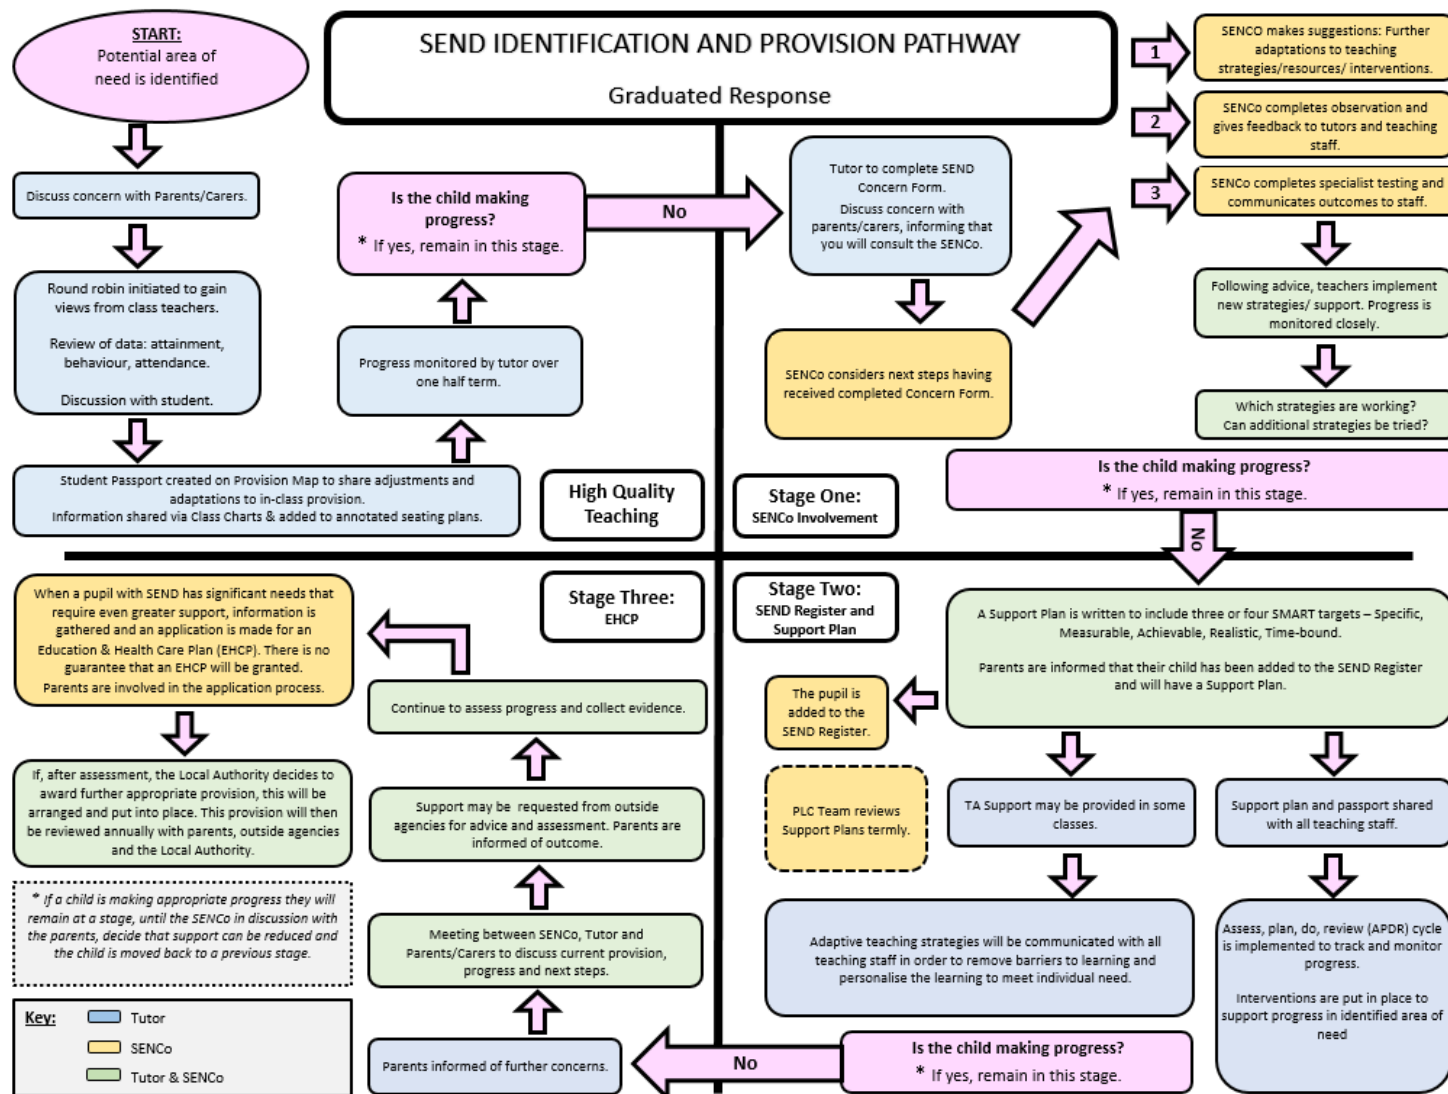 SEND IDENTIFICATION AND PROVISION PATHWAY
Graduated Response
START:
Potential area of
need is identified
Discuss concern with Parents/Carers.
Round robin initiated to gain
views from class teachers.
Review of data: attainment,
behaviour, attendance.
Discussion with student.
Student Passport created on Provision Map to share adjustments and
adaptations to in-class provision.
Information shared via Class Charts & added to annotated seating plans.
Progress monitored by tutor over
one half term.
Is the child making
progress?
* If yes, remain in this stage.
No
High Quality
Teaching
Tutor to complete SEND
Concern Form.
Discuss concern with
parents/carers, informing that
you will consult the SENCo.
SENCo considers next steps having
received completed Concern Form.
1
SENCO makes suggestions: Further
adaptations to teaching
strategies/resources/ interventions.
2
SENCo completes observation and
gives feedback to tutors and teaching
staff.
3
SENCo completes specialist testing and
communicates outcomes to staff.
Following advice, teachers implement
new strategies/ support. Progress is
monitored closely.
Which strategies are working?
Can additional strategies be tried?
Is the child making progress?
* If yes, remain in this stage.
No
Stage One:
SENCo Involvement
Stage Two:
SEND Register and
Support Plan
A Support Plan is written to include three or four SMART targets – Specific,
Measurable, Achievable, Realistic, Time-bound.
Parents are informed that their child has been added to the SEND Register
and will have a Support Plan.
The pupil is
added to the
SEND Register.
PLC Team reviews
Support Plans termly.
TA Support may be provided in some
classes.
Support plan and passport shared
with all teaching staff.
Adaptive teaching strategies will be communicated with all
teaching staff in order to remove barriers to learning and
personalise the learning to meet individual need.
Assess, plan, do, review (APDR) cycle
is implemented to track and monitor
progress.
Interventions are put in place to
support progress in identified area of
need
Is the child making progress?
* If yes, remain in this stage.
No
Stage Three:
EHCP
Parents informed of further concerns.
Meeting between SENCo, Tutor and
Parents/Carers to discuss current provision,
progress and next steps.
Support may be requested from outside
agencies for advice and assessment. Parents are
informed of outcome.
Continue to assess progress and collect evidence.
When a pupil with SEND has significant needs that
require even greater support, information is
gathered and an application is made for an
Education & Health Care Plan (EHCP). There is no
guarantee that an EHCP will be granted.
Parents are involved in the application process.
If, after assessment, the Local Authority decides to
award further appropriate provision, this will be
arranged and put into place. This provision will then
be reviewed annually with parents, outside agencies
and the Local Authority.
* If a child is making appropriate progress they will
remain at a stage, until the SENCo in discussion with
the parents, decide that support can be reduced and
the child is moved back to a previous stage.
Key:
Tutor
SENCo
Tutor & SENCo